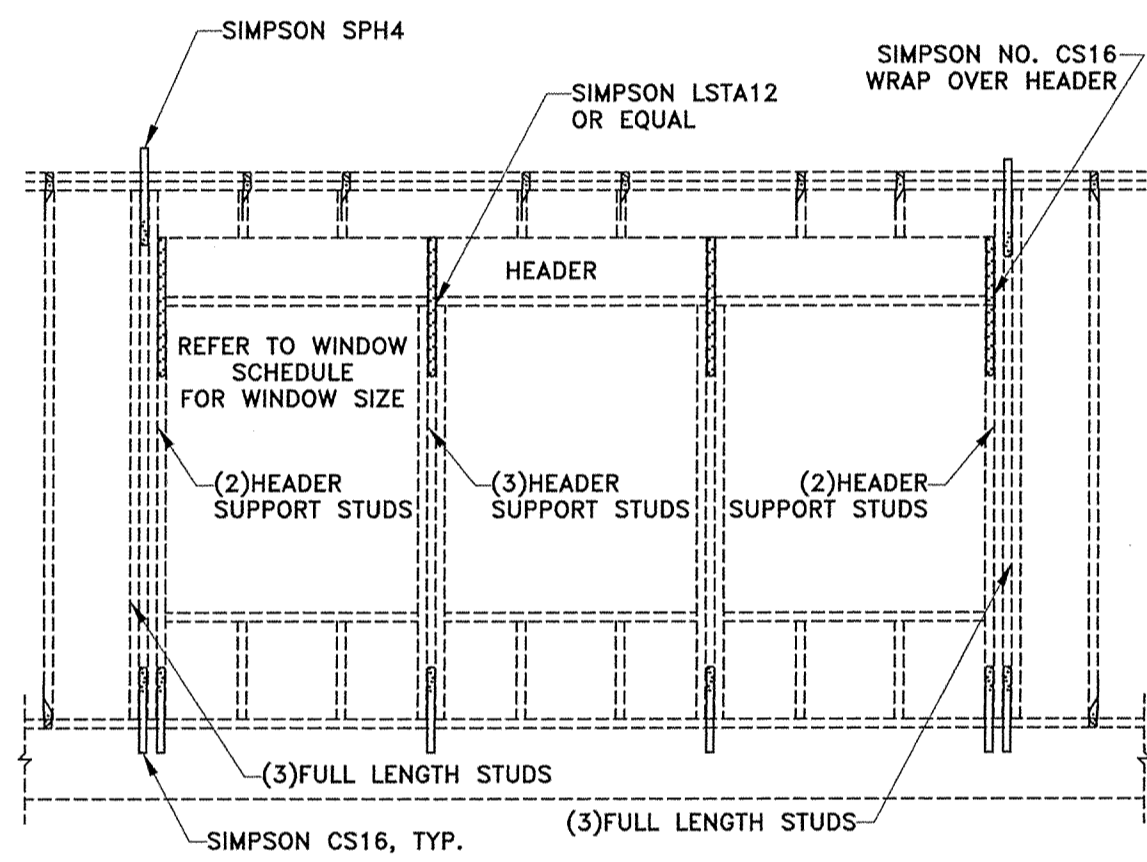 SIMPSON SPH4
SIMPSON NO. CS16
WRAP OVER HEADER
SIMPSON LSTA12
OR EQUAL
HEADER
REFER TO WINDOW
SCHEDULE
FOR WINDOW SIZE
(2)HEADER
SUPPORT STUDS
(3)HEADER
SUPPORT STUDS
(2)HEADER
SUPPORT STUDS
(3)FULL LENGTH STUDS
(3)FULL LENGTH STUDS
SIMPSON CS16, TYP.